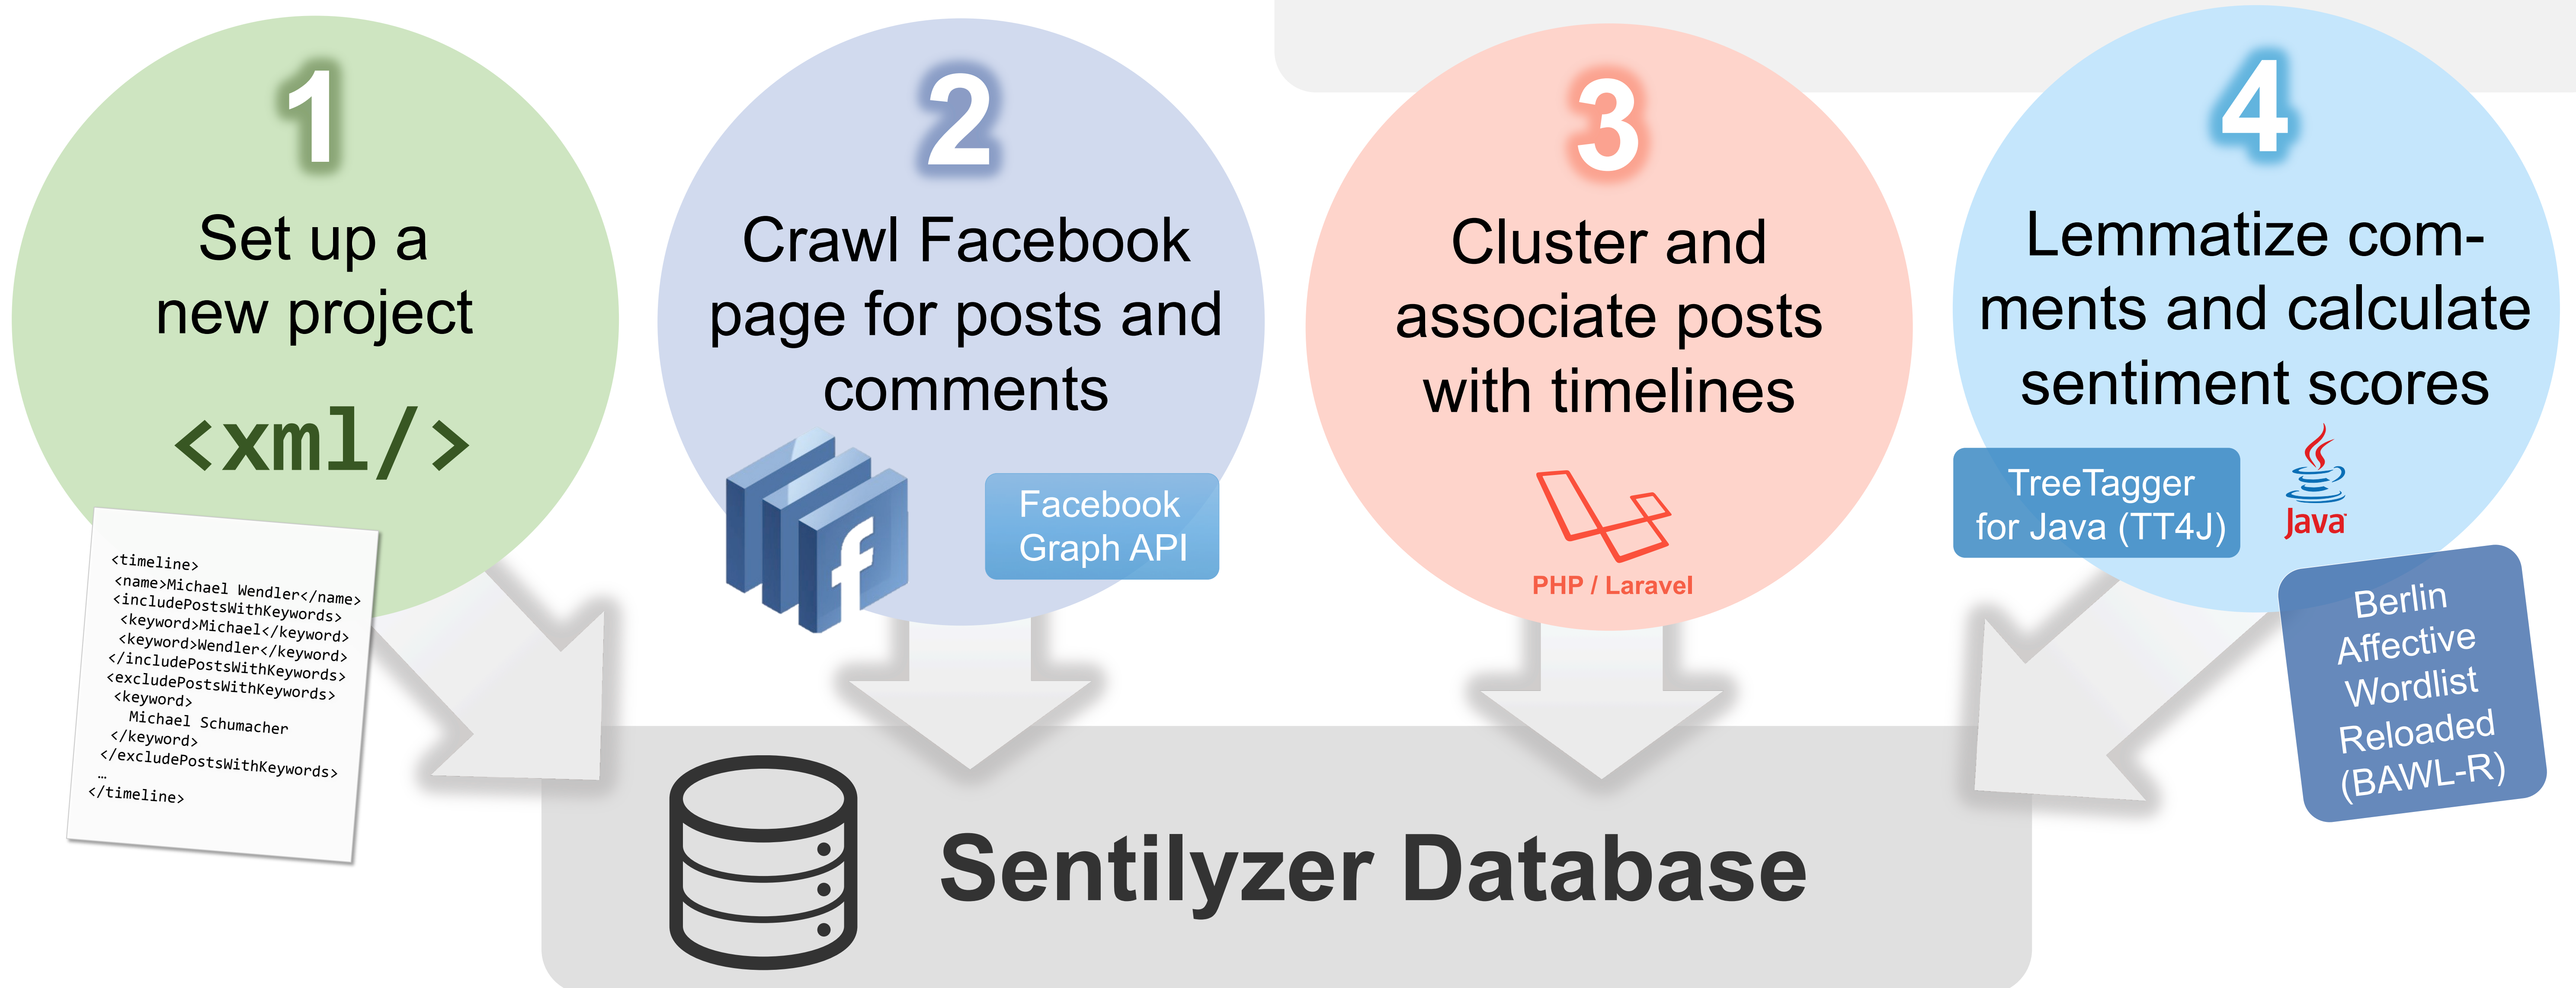 1
Set up a
new project
<xml/>
<timeline>
<name>Michael Wendler</name>
<includePostsWithKeywords>
<keyword>Michael</keyword>
<keyword>Wendler</keyword>
</includePostsWithKeywords>
<excludePostsWithKeywords>
<keyword>
Michael Schumacher
</keyword>
</excludePostsWithKeywords>
…
</timeline>
2
Crawl Facebook
page for posts and
comments
f
Facebook
Graph API
3
Cluster and
associate posts
with timelines
PHP / Laravel
4
Lemmatize com-
ments and calculate
sentiment scores
TreeTagger
for Java (TT4J)
Java
Berlin
Affective
Wordlist
Reloaded
(BAWL-R)
Sentilyzer Database